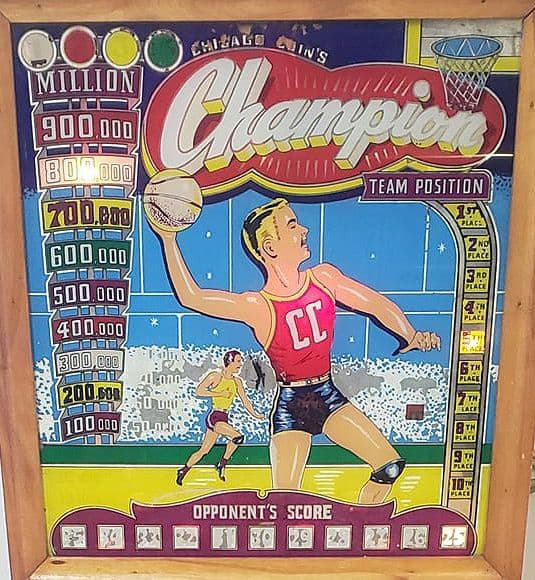 CHICAGO COIN'S
Champion
TEAM POSITION
MILLION
900,000
800,000
700,000
600,000
500,000
400,000
300,000
200,000
100,000
1ST PLACE
2ND PLACE
3RD PLACE
4TH PLACE
6TH PLACE
7TH PLACE
8TH PLACE
9TH PLACE
10TH PLACE
CC
OPPONENT'S SCORE
10
25